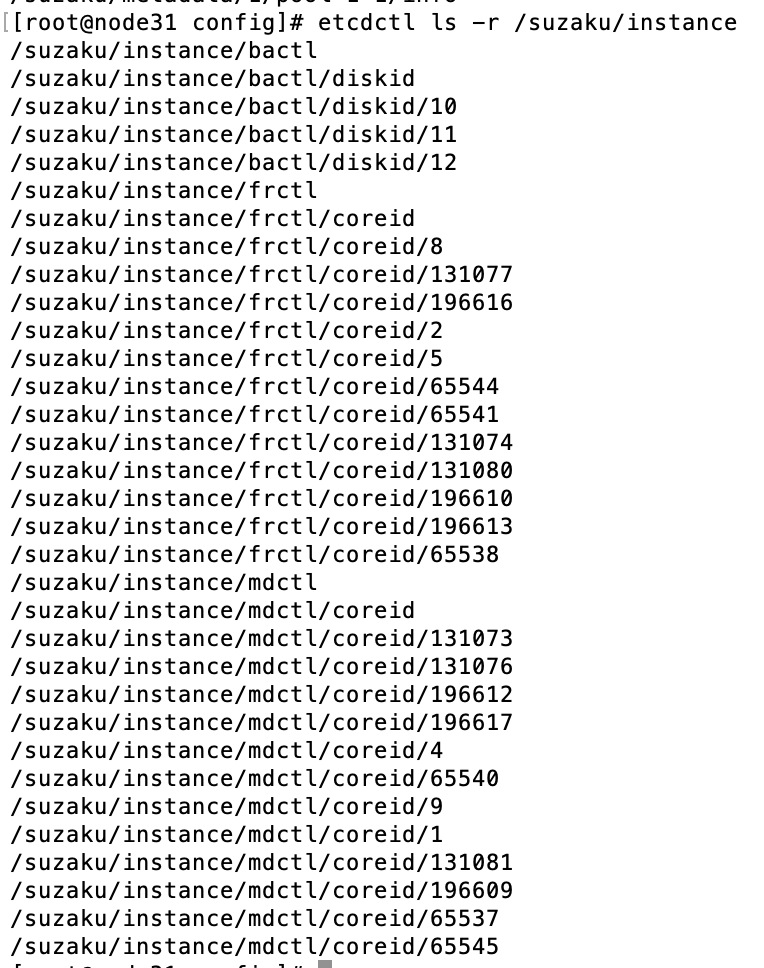 [[root@node31 config]# etcdctl ls -r /suzaku/instance
/suzaku/instance/bactl
/suzaku/instance/bactl/diskid
/suzaku/instance/bactl/diskid/10
/suzaku/instance/bactl/diskid/11
/suzaku/instance/bactl/diskid/12
/suzaku/instance/frctl
/suzaku/instance/frctl/coreid
/suzaku/instance/frctl/coreid/8
/suzaku/instance/frctl/coreid/131077
/suzaku/instance/frctl/coreid/196616
/suzaku/instance/frctl/coreid/2
/suzaku/instance/frctl/coreid/5
/suzaku/instance/frctl/coreid/65544
/suzaku/instance/frctl/coreid/65541
/suzaku/instance/frctl/coreid/131074
/suzaku/instance/frctl/coreid/131080
/suzaku/instance/frctl/coreid/196610
/suzaku/instance/frctl/coreid/196613
/suzaku/instance/frctl/coreid/65538
/suzaku/instance/mdctl
/suzaku/instance/mdctl/coreid
/suzaku/instance/mdctl/coreid/131073
/suzaku/instance/mdctl/coreid/131076
/suzaku/instance/mdctl/coreid/196612
/suzaku/instance/mdctl/coreid/196617
/suzaku/instance/mdctl/coreid/4
/suzaku/instance/mdctl/coreid/65540
/suzaku/instance/mdctl/coreid/9
/suzaku/instance/mdctl/coreid/1
/suzaku/instance/mdctl/coreid/131081
/suzaku/instance/mdctl/coreid/196609
/suzaku/instance/mdctl/coreid/65537
/suzaku/instance/mdctl/coreid/65545